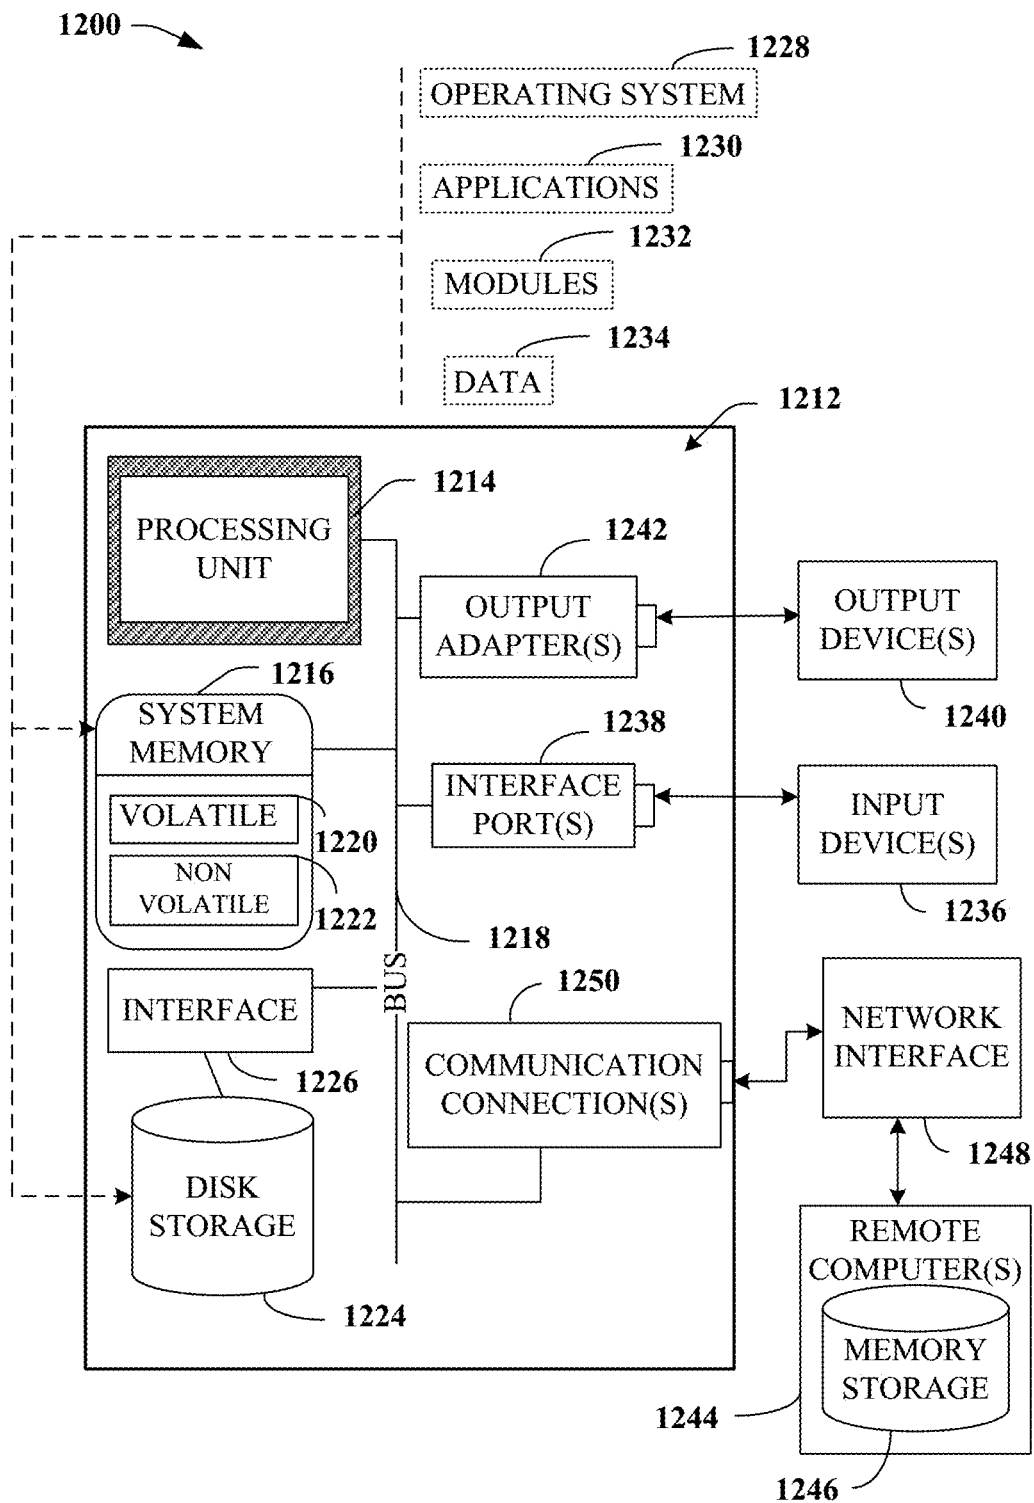 1200
1228
OPERATING SYSTEM
1230
APPLICATIONS
1232
MODULES
1234
DATA
1212
1214
PROCESSING
UNIT
1242
OUTPUT
ADAPTER(S)
OUTPUT
DEVICE(S)
1240
1216
SYSTEM
MEMORY
1238
INTERFACE
PORT(S)
INPUT
DEVICE(S)
1236
VOLATILE
1220
NON
VOLATILE
1222
1218
BUS
INTERFACE
1226
1250
COMMUNICATION
CONNECTION(S)
NETWORK
INTERFACE
1248
DISK
STORAGE
1224
REMOTE
COMPUTER(S)
MEMORY
STORAGE
1244
1246